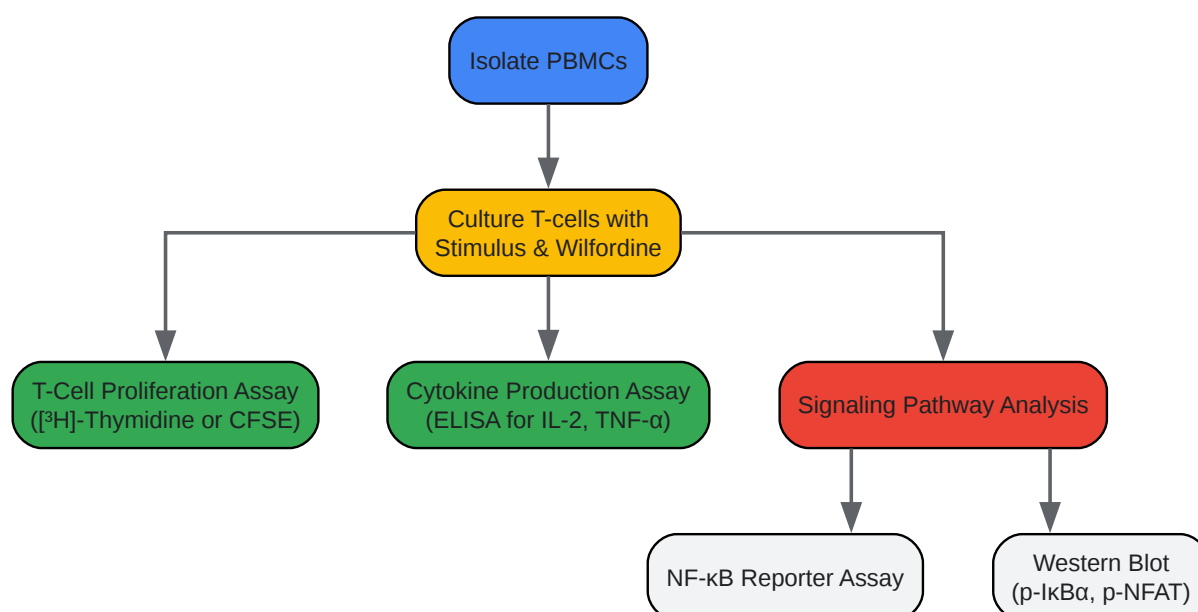 Isolate PBMCs
Culture T-cells with
Stimulus & Wilfordine
T-Cell Proliferation Assay
([³H]-Thymidine or CFSE)
Cytokine Production Assay
(ELISA for IL-2, TNF-α)
Signaling Pathway Analysis
NF-κB Reporter Assay
Western Blot
(p-IκBα, p-NFAT)